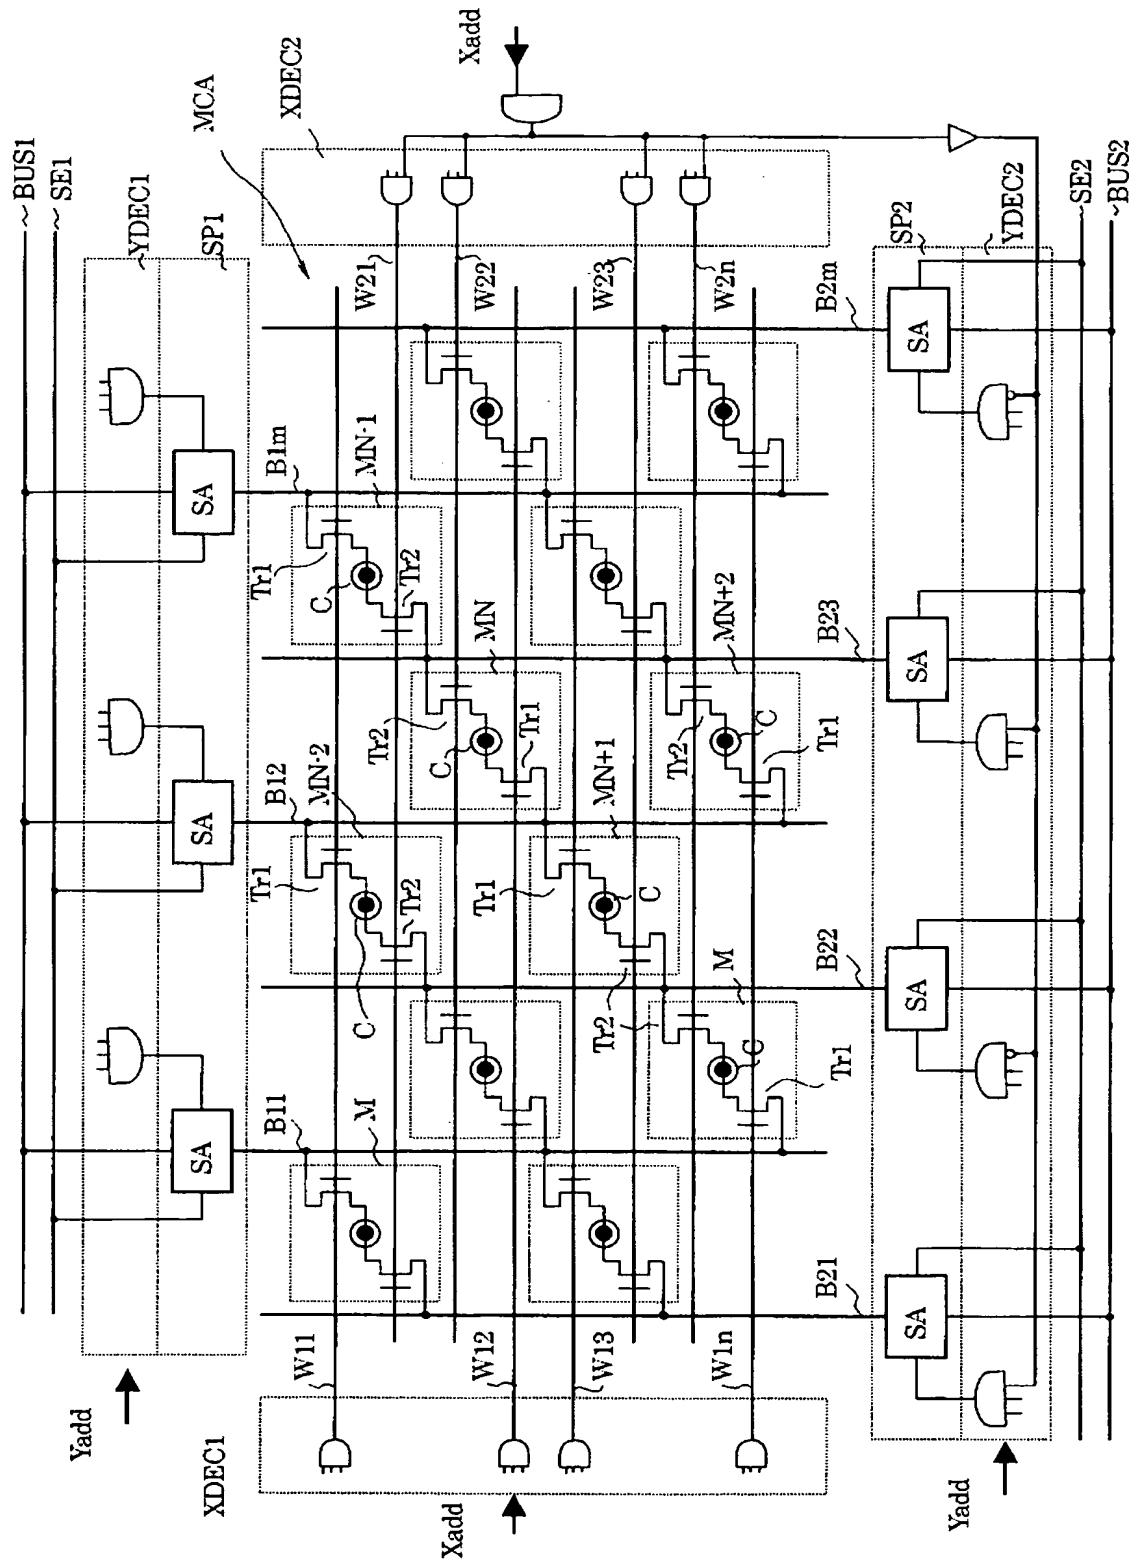 BUS1
SE1
YDEC1
SP1
MCA
XDEC2
Xadd
SA
SA
SA
B11
B12
B1m
M
MN-2
MN-1
Tr1
Tr1
C
C
Tr2
Tr2
W11
W21
W22
W12
W13
W23
W2n
W1n
MN
Tr2
C
Tr1
MN+1
Tr1
C
Tr2
MN+2
Tr2
C
Tr1
M
Tr2
C
Tr1
B21
B22
B23
B2m
SA
SA
SA
SA
SP2
YDEC2
SE2
BUS2
Yadd
XDEC1
Xadd
Yadd